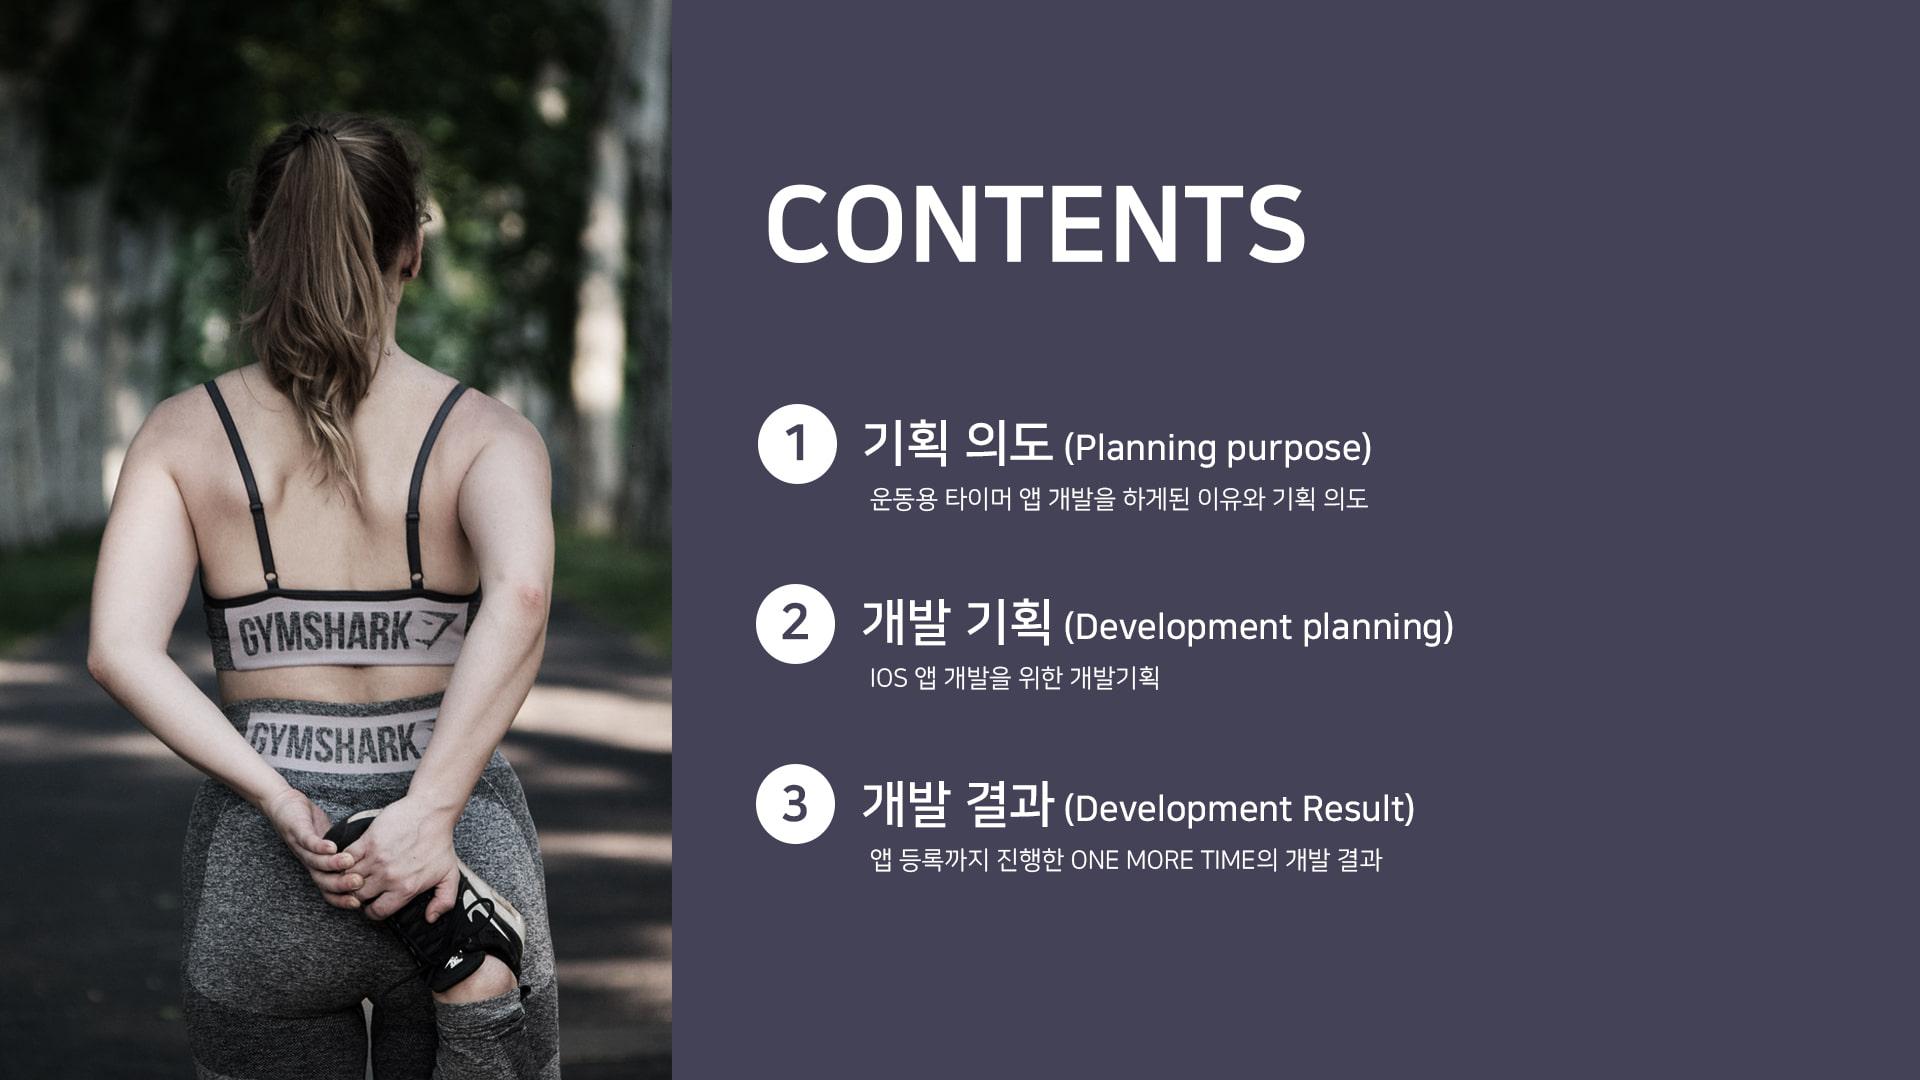 CONTENTS
1 기획 의도 (Planning purpose)
운동용 타이머 앱 개발을 하게된 이유와 기획 의도
2 개발 기획 (Development planning)
IOS 앱 개발을 위한 개발기획
3 개발 결과 (Development Result)
앱 등록까지 진행한 ONE MORE TIME의 개발 결과
GYMSHARK
GYMSHARK